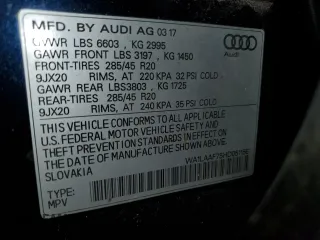 MFD. BY AUDI AG 03 17
GVWR LBS 6603 , KG 2995
GAWR FRONT LBS 3197 , KG 1450
FRONT-TIRES 285/45 R20
9JX20 RIMS, AT 220 KPA 32 PSI COLD
GAWR REAR LBS3803 , KG 1725
REAR-TIRES 285/45 R20
9JX20 RIMS, AT 240 KPA 35 PSI COLD
THIS VEHICLE CONFORMS TO ALL APPLICABLE
U.S. FEDERAL MOTOR VEHICLE SAFETY, BUMPER AND
THEFT PREVENTION STANDARDS IN EFFECT ON THE
DATE OF MANUFACTURE SHOWN ABOVE.
SLOVAKIA
Audi
TYPE:
MPV